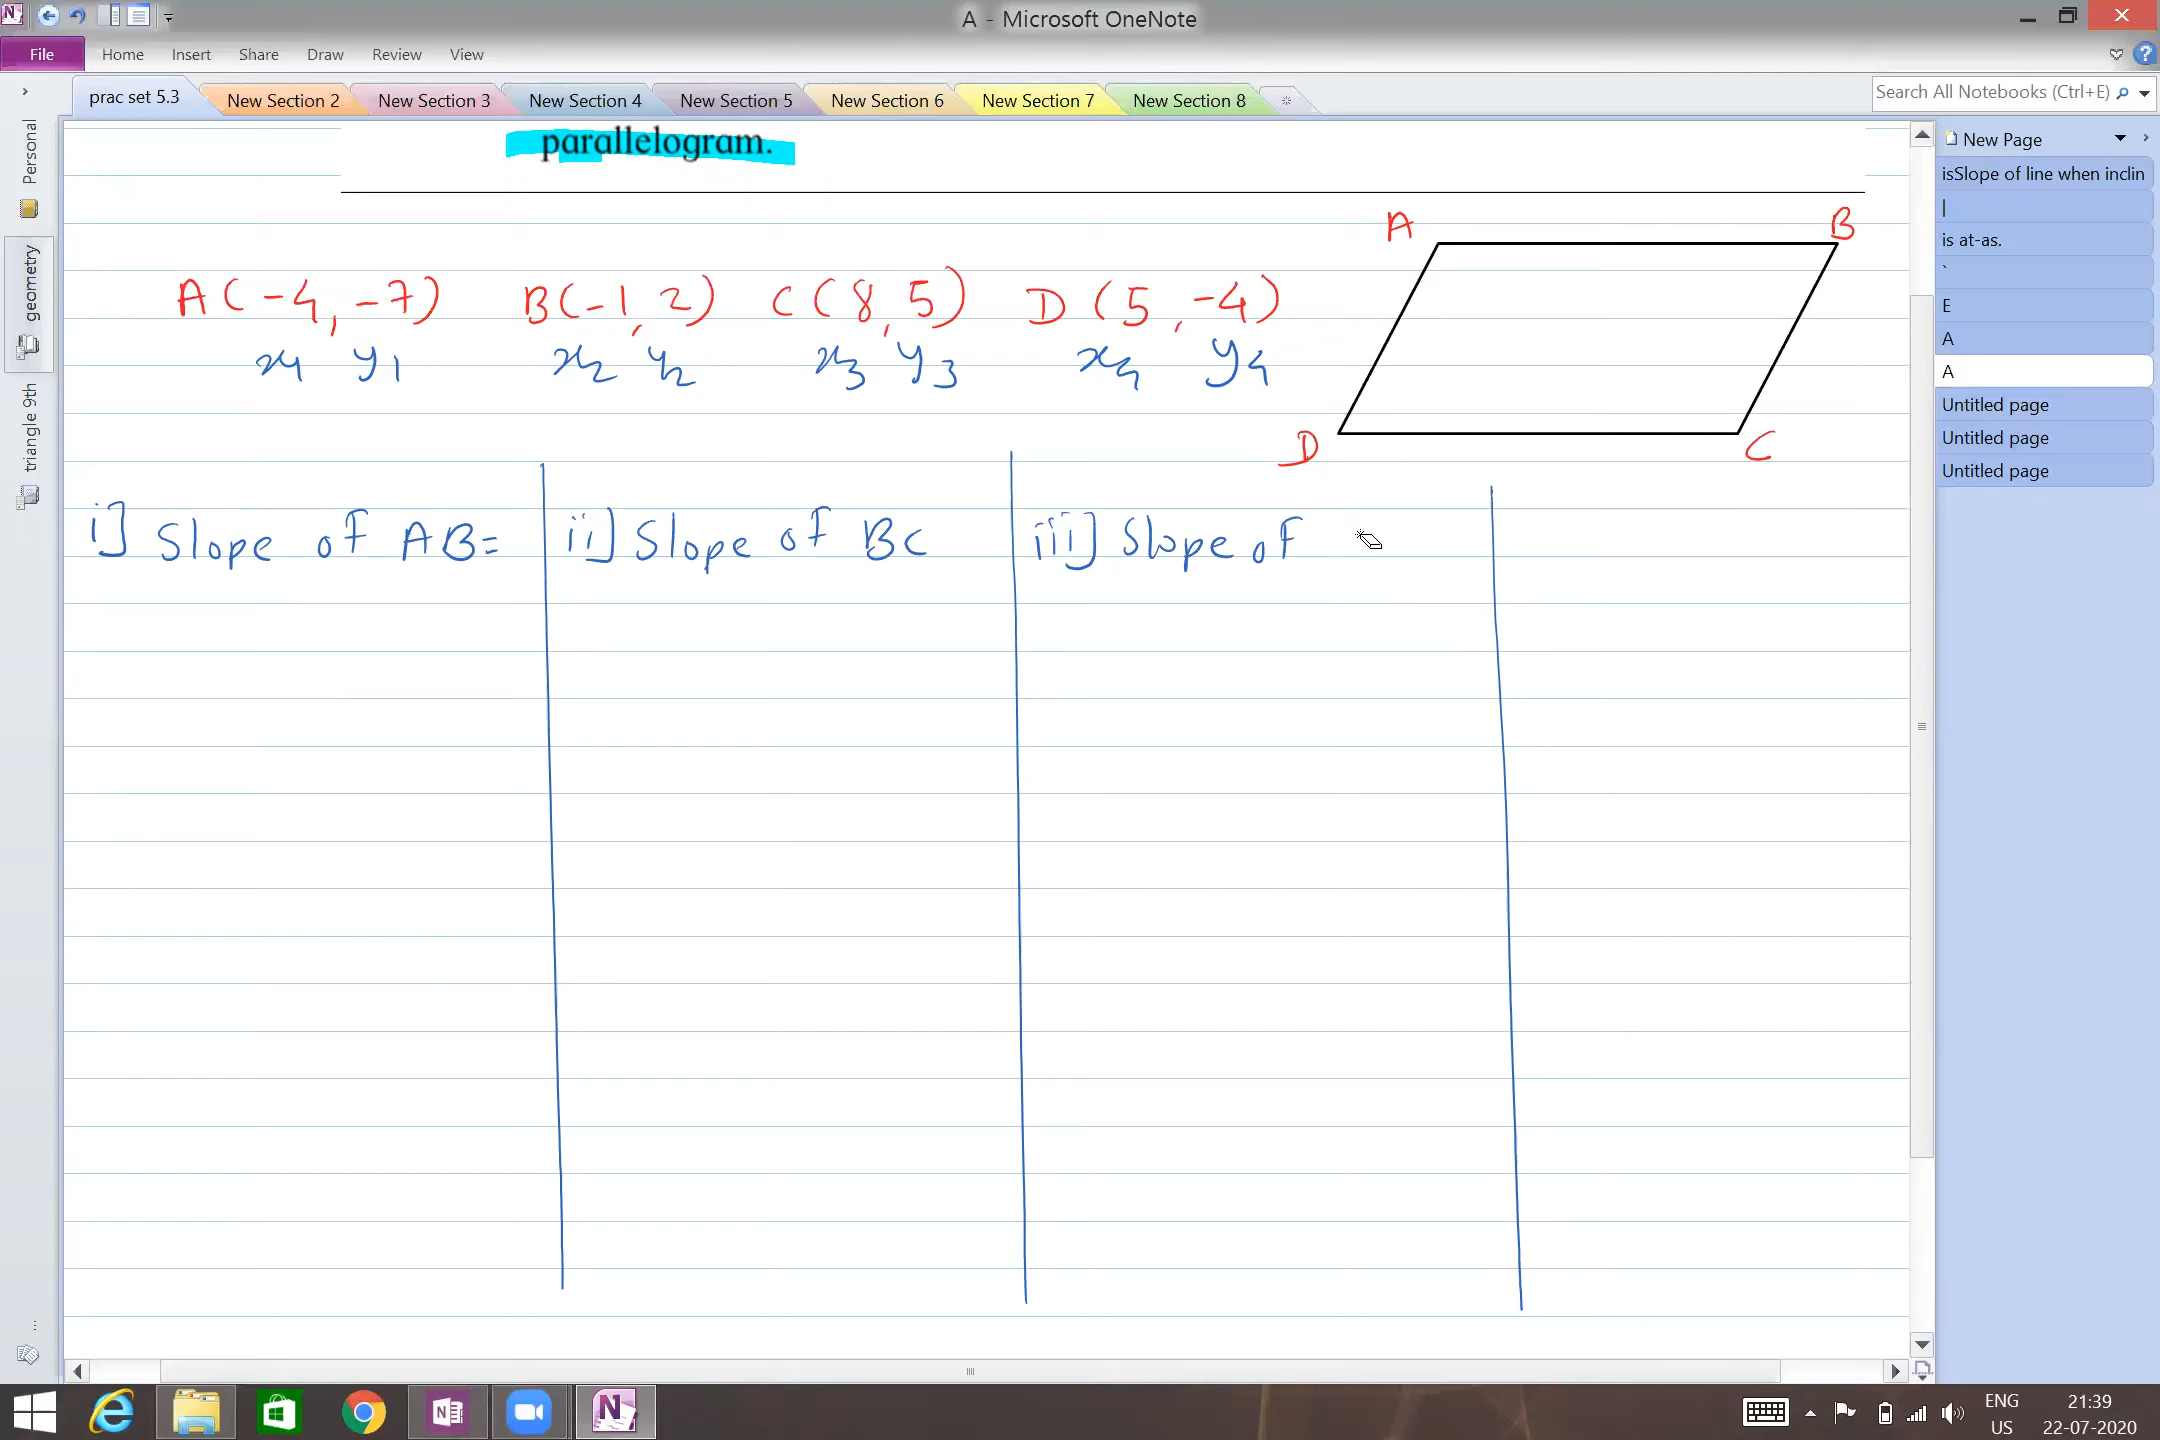 A - Microsoft OneNote
File Home Insert Share Draw Review View
prac set 5.3 New Section 2 New Section 3 New Section 4 New Section 5 New Section 6 New Section 7 New Section 8
Search All Notebooks (Ctrl+E)
Personal
geometry
triangle 9th
parallelogram.
A B
A(-4, -7) B(-1, 2) C(8, 5) D(5, -4)
x1 y1 x2 y2 x3 y3 x4 y4
D C
i] Slope of AB= ii] Slope of BC iii] Slope of
New Page
isSlope of line when inclin
|
is at-as.
`
E
A
A
Untitled page
Untitled page
Untitled page
ENG
US
21:39
22-07-2020